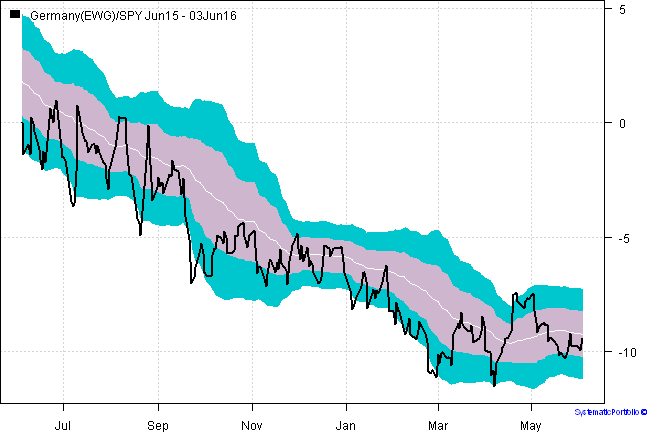 Germany(EWG)/SPY Jun15 - 03Jun16
5
0
-5
-10
Jul Sep Nov Jan Mar May
SystematicPortfolio ©